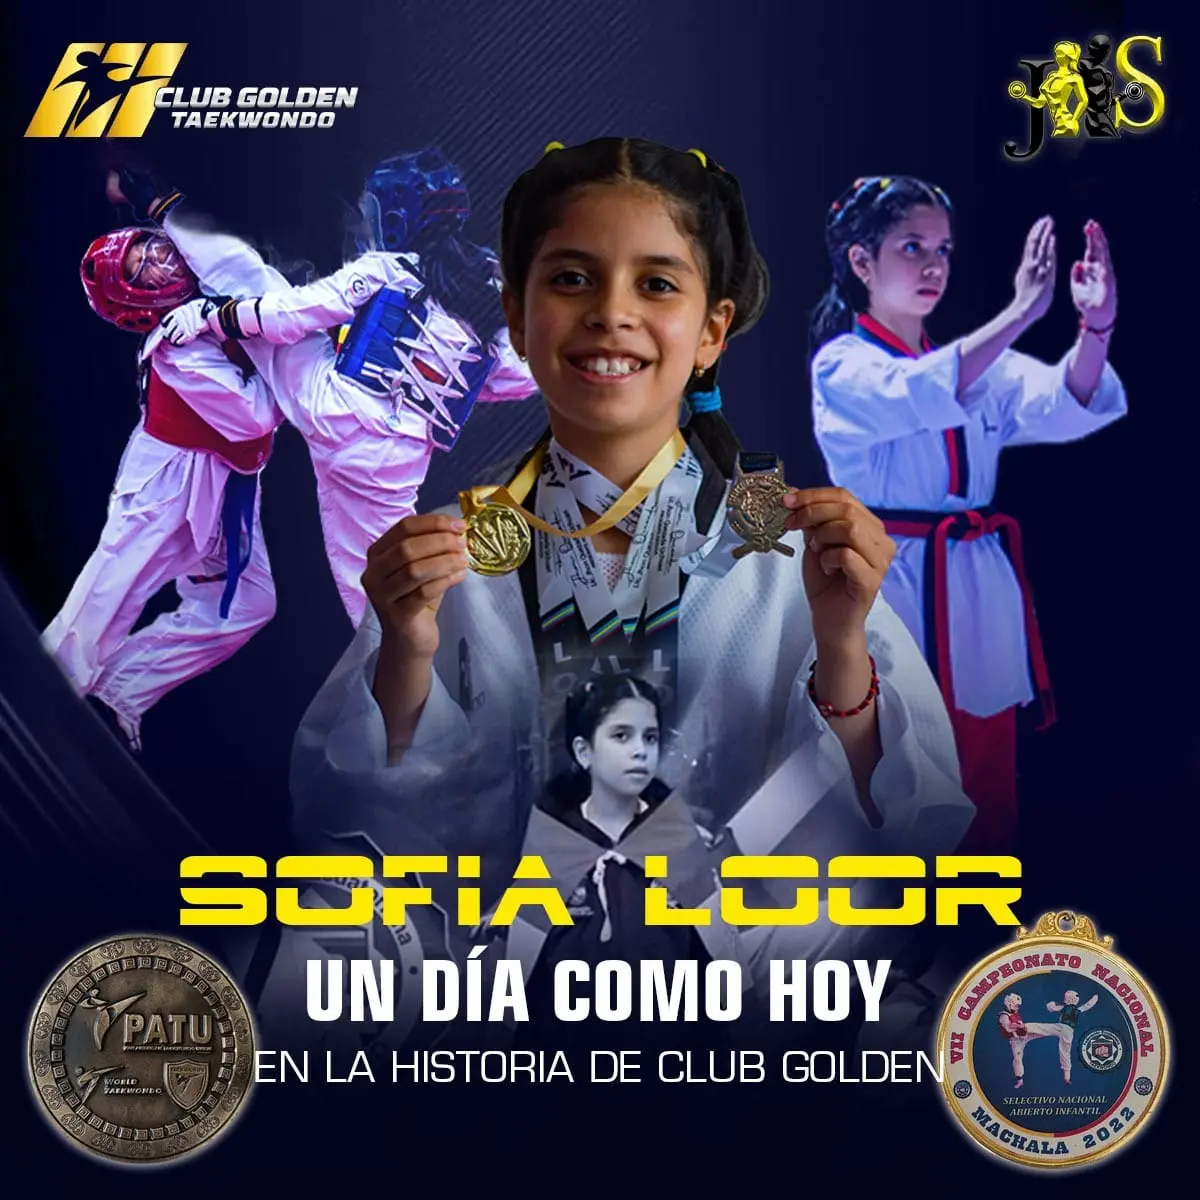 CLUB GOLDEN
TAEKWONDO
J S
SOFIA LOOR
UN DÍA COMO HOY
EN LA HISTORIA DE CLUB GOLDEN
PATU
WORLD
TAEKWONDO
VII CAMPEONATO NACIONAL
SELECTIVO NACIONAL
ABIERTO INFANTIL
MACHALA 2022